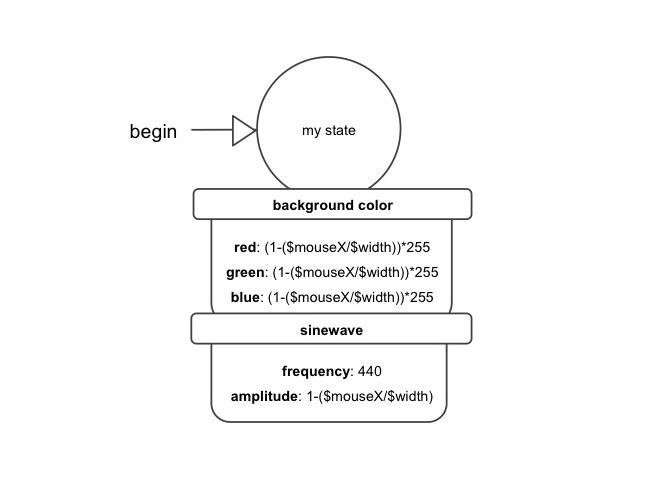 begin
my state
background color
red: (1-($mouseX/$width))*255
green: (1-($mouseX/$width))*255
blue: (1-($mouseX/$width))*255
sinewave
frequency: 440
amplitude: 1-($mouseX/$width)